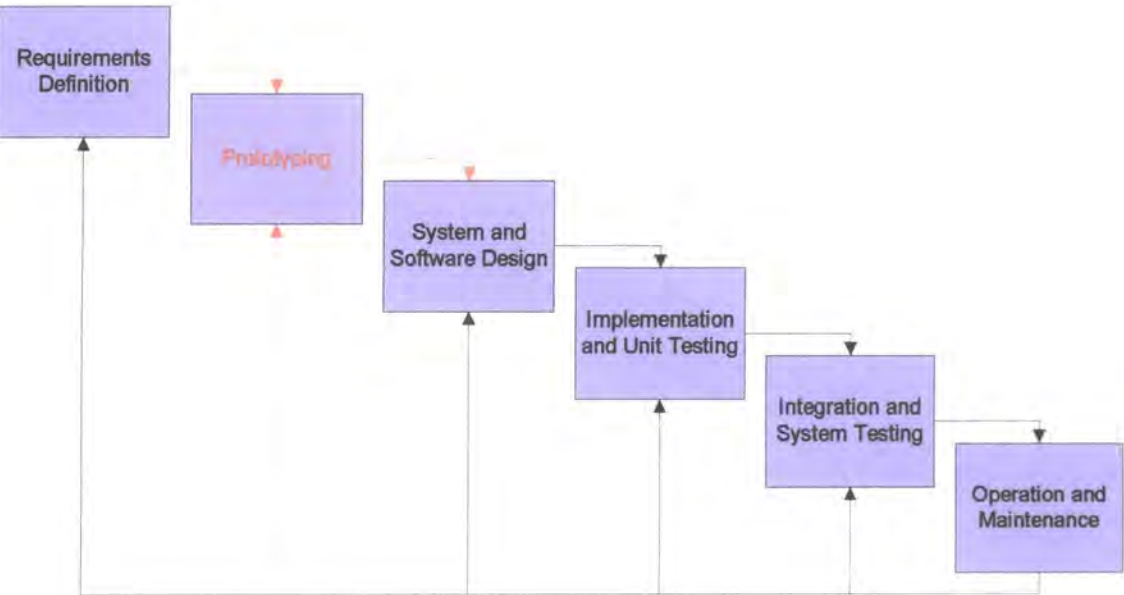 Requirements
Definition
Prototyping
System and
Software Design
Implementation
and Unit Testing
Integration and
System Testing
Operation and
Maintenance